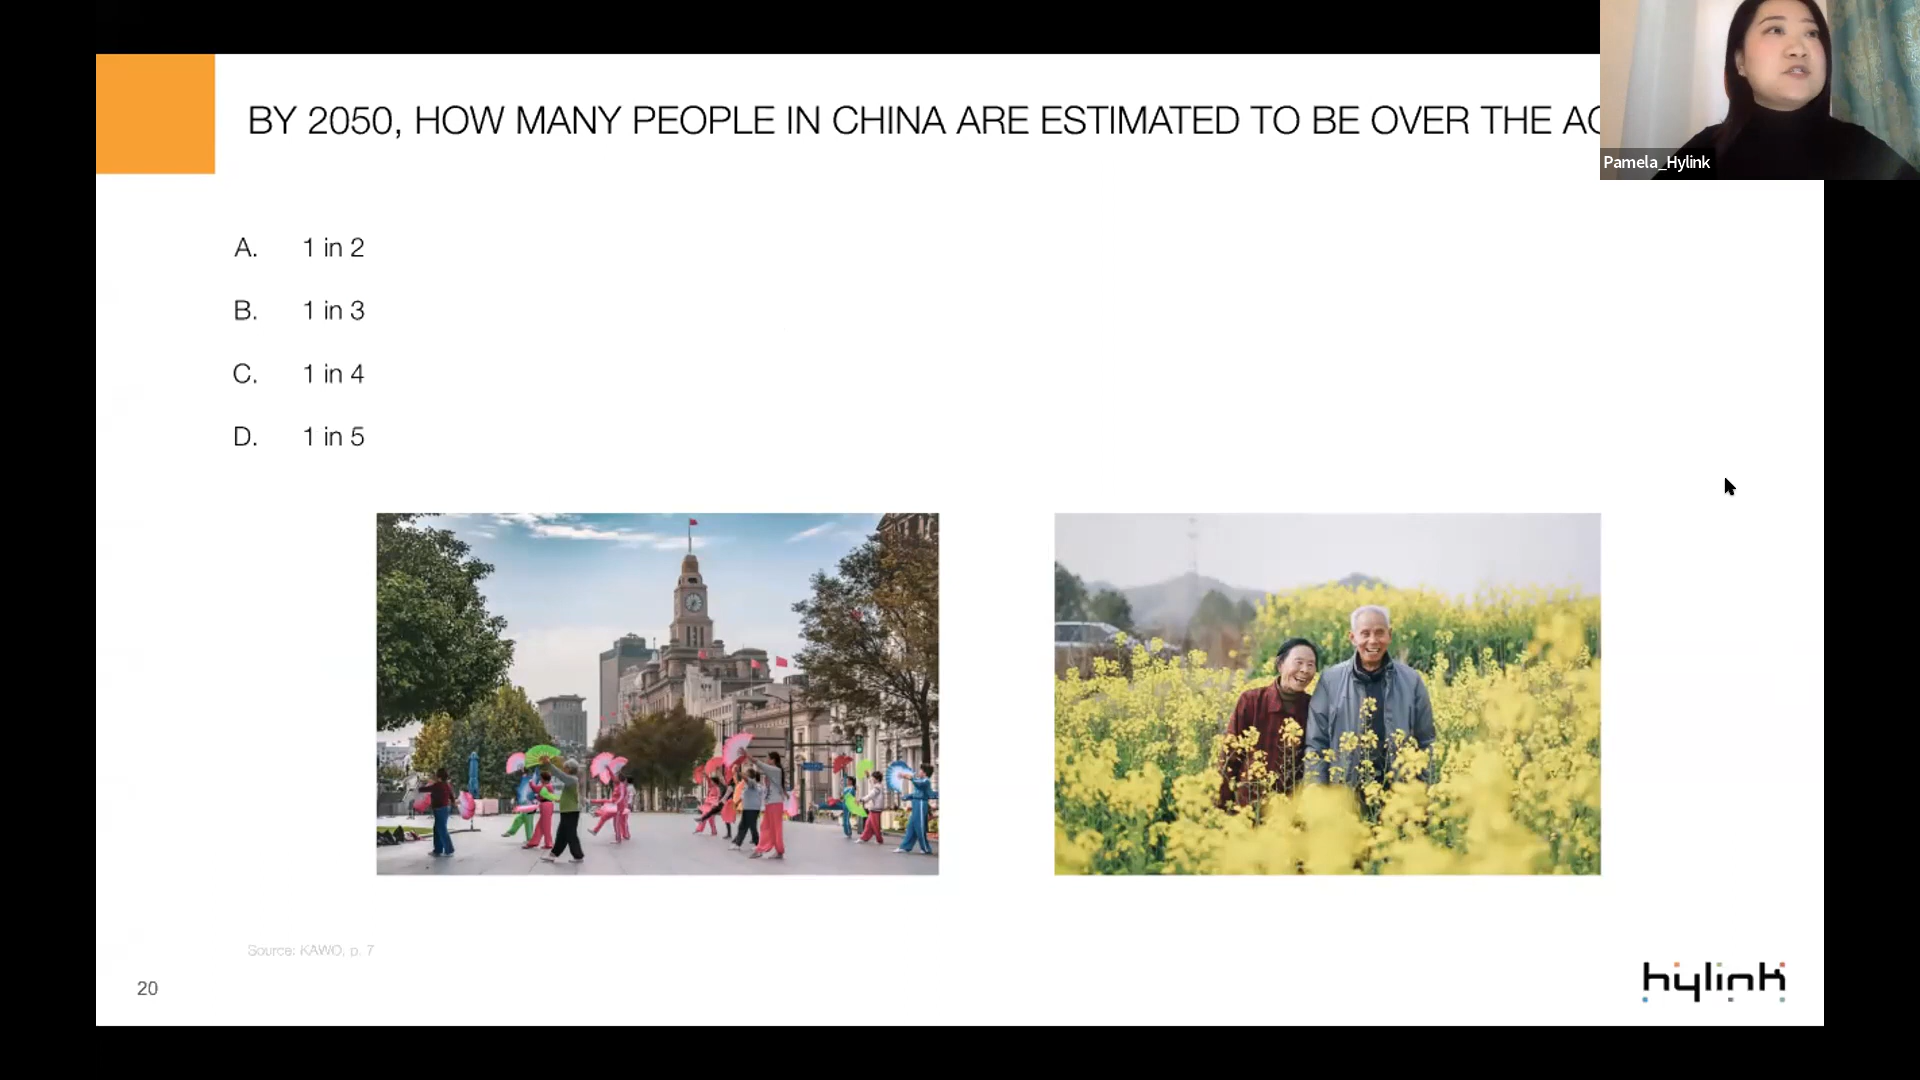 BY 2050, HOW MANY PEOPLE IN CHINA ARE ESTIMATED TO BE OVER THE
Pamela_Hylink
A. 1 in 2
B. 1 in 3
C. 1 in 4
D. 1 in 5
Source: KAWO, p. 7
20
hylink